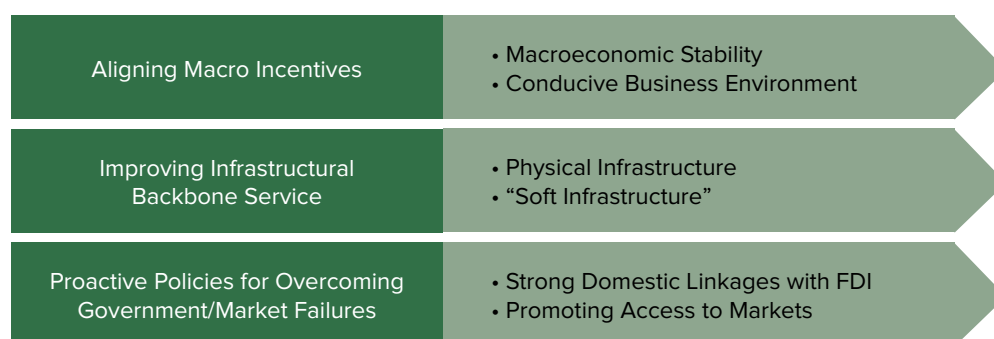 Aligning Macro Incentives
• Macroeconomic Stability
• Conducive Business Environment
Improving Infrastructural
Backbone Service
• Physical Infrastructure
• “Soft Infrastructure”
Proactive Policies for Overcoming
Government/Market Failures
• Strong Domestic Linkages with FDI
• Promoting Access to Markets